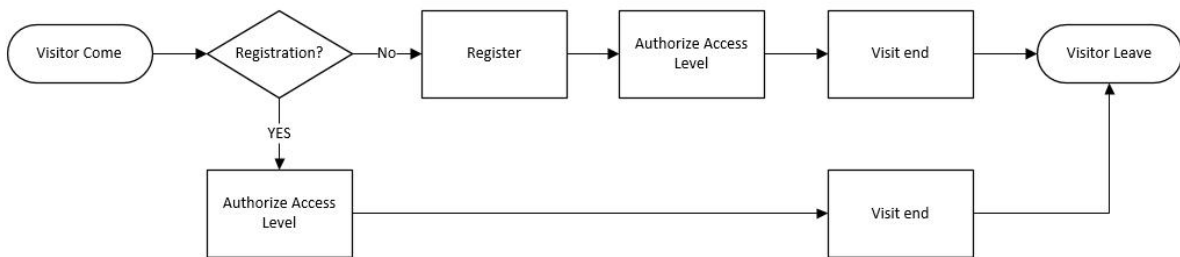 Visitor Come
Registration?
No
Register
Authorize Access
Level
Visit end
Visitor Leave
YES
Authorize Access
Level
Visit end